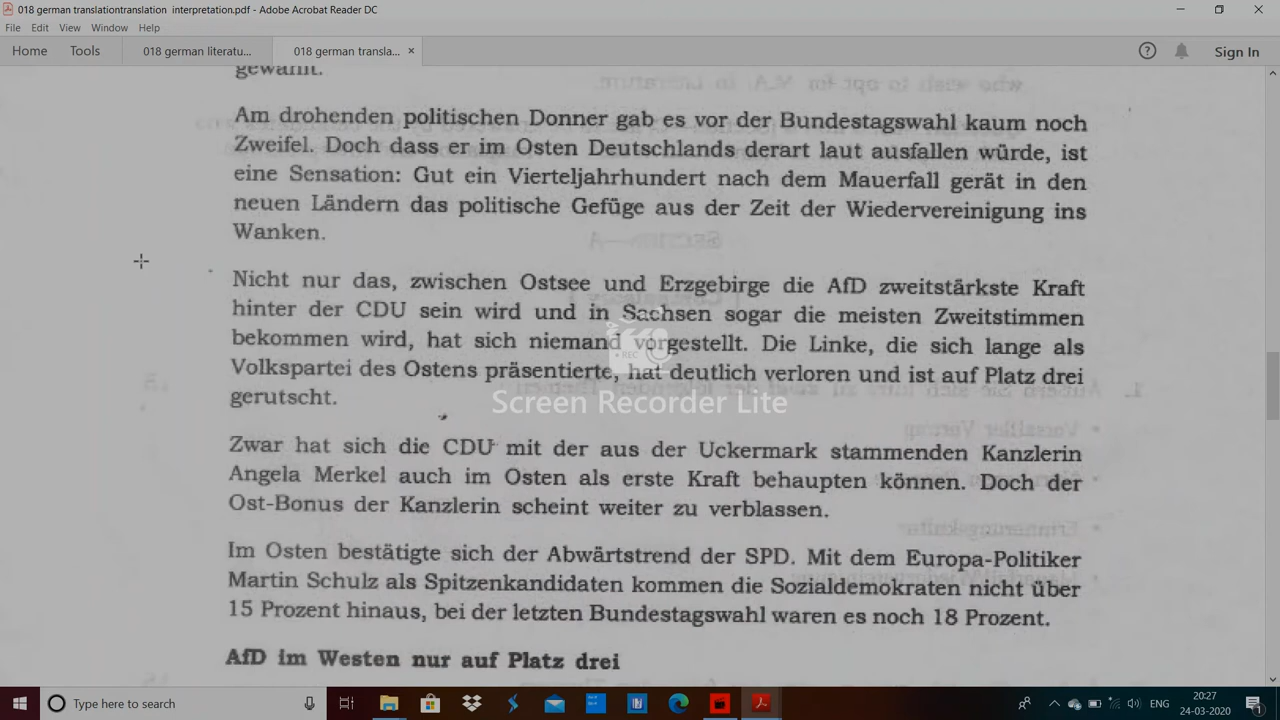 018 german translationtranslation interpretation.pdf - Adobe Acrobat Reader DC
File Edit View Window Help
Home Tools 018 german literatu... 018 german transla... × Sign In
gewählt.
Am drohenden politischen Donner gab es vor der Bundestagswahl kaum noch
Zweifel. Doch dass er im Osten Deutschlands derart laut ausfallen würde, ist
eine Sensation: Gut ein Vierteljahrhundert nach dem Mauerfall gerät in den
neuen Ländern das politische Gefüge aus der Zeit der Wiedervereinigung ins
Wanken.
Nicht nur das, zwischen Ostsee und Erzgebirge die AfD zweitstärkste Kraft
hinter der CDU sein wird und in Sachsen sogar die meisten Zweitstimmen
bekommen wird, hat sich niemand vorgestellt. Die Linke, die sich lange als
Volkspartei des Ostens präsentierte, hat deutlich verloren und ist auf Platz drei
gerutscht.
REC
Screen Recorder Lite
Zwar hat sich die CDU mit der aus der Uckermark stammenden Kanzlerin
Angela Merkel auch im Osten als erste Kraft behaupten können. Doch der
Ost-Bonus der Kanzlerin scheint weiter zu verblassen.
Im Osten bestätigte sich der Abwärtstrend der SPD. Mit dem Europa-Politiker
Martin Schulz als Spitzenkandidaten kommen die Sozialdemokraten nicht über
15 Prozent hinaus, bei der letzten Bundestagswahl waren es noch 18 Prozent.
AfD im Westen nur auf Platz drei
Type here to search
ENG
20:27
24-03-2020